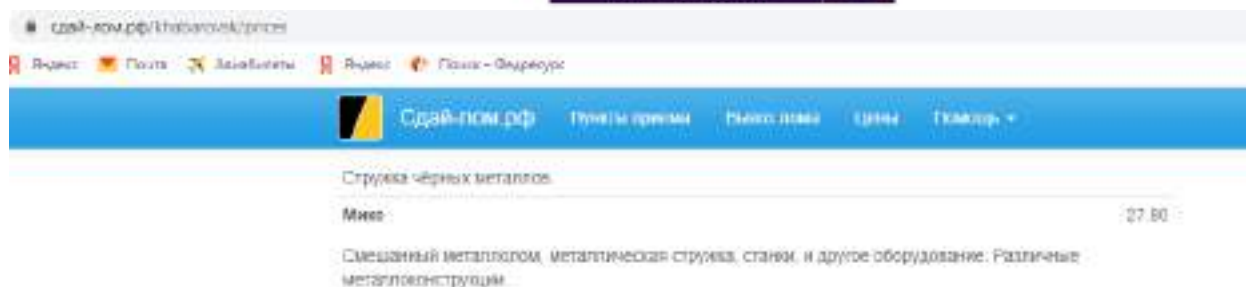 сдай-лом.рф/khabarovsk/prices
Яндекс Почта Авиабилеты Яндекс Поиск - Федресурс
Сдай-лом.рф Пункты приема Вывоз лома Цены Помощь
Стружка чёрных металлов.
Микс 27.80
Смешанный металлолом, металлическая стружка, станки, и другое оборудование. Различные
металлоконструкции.